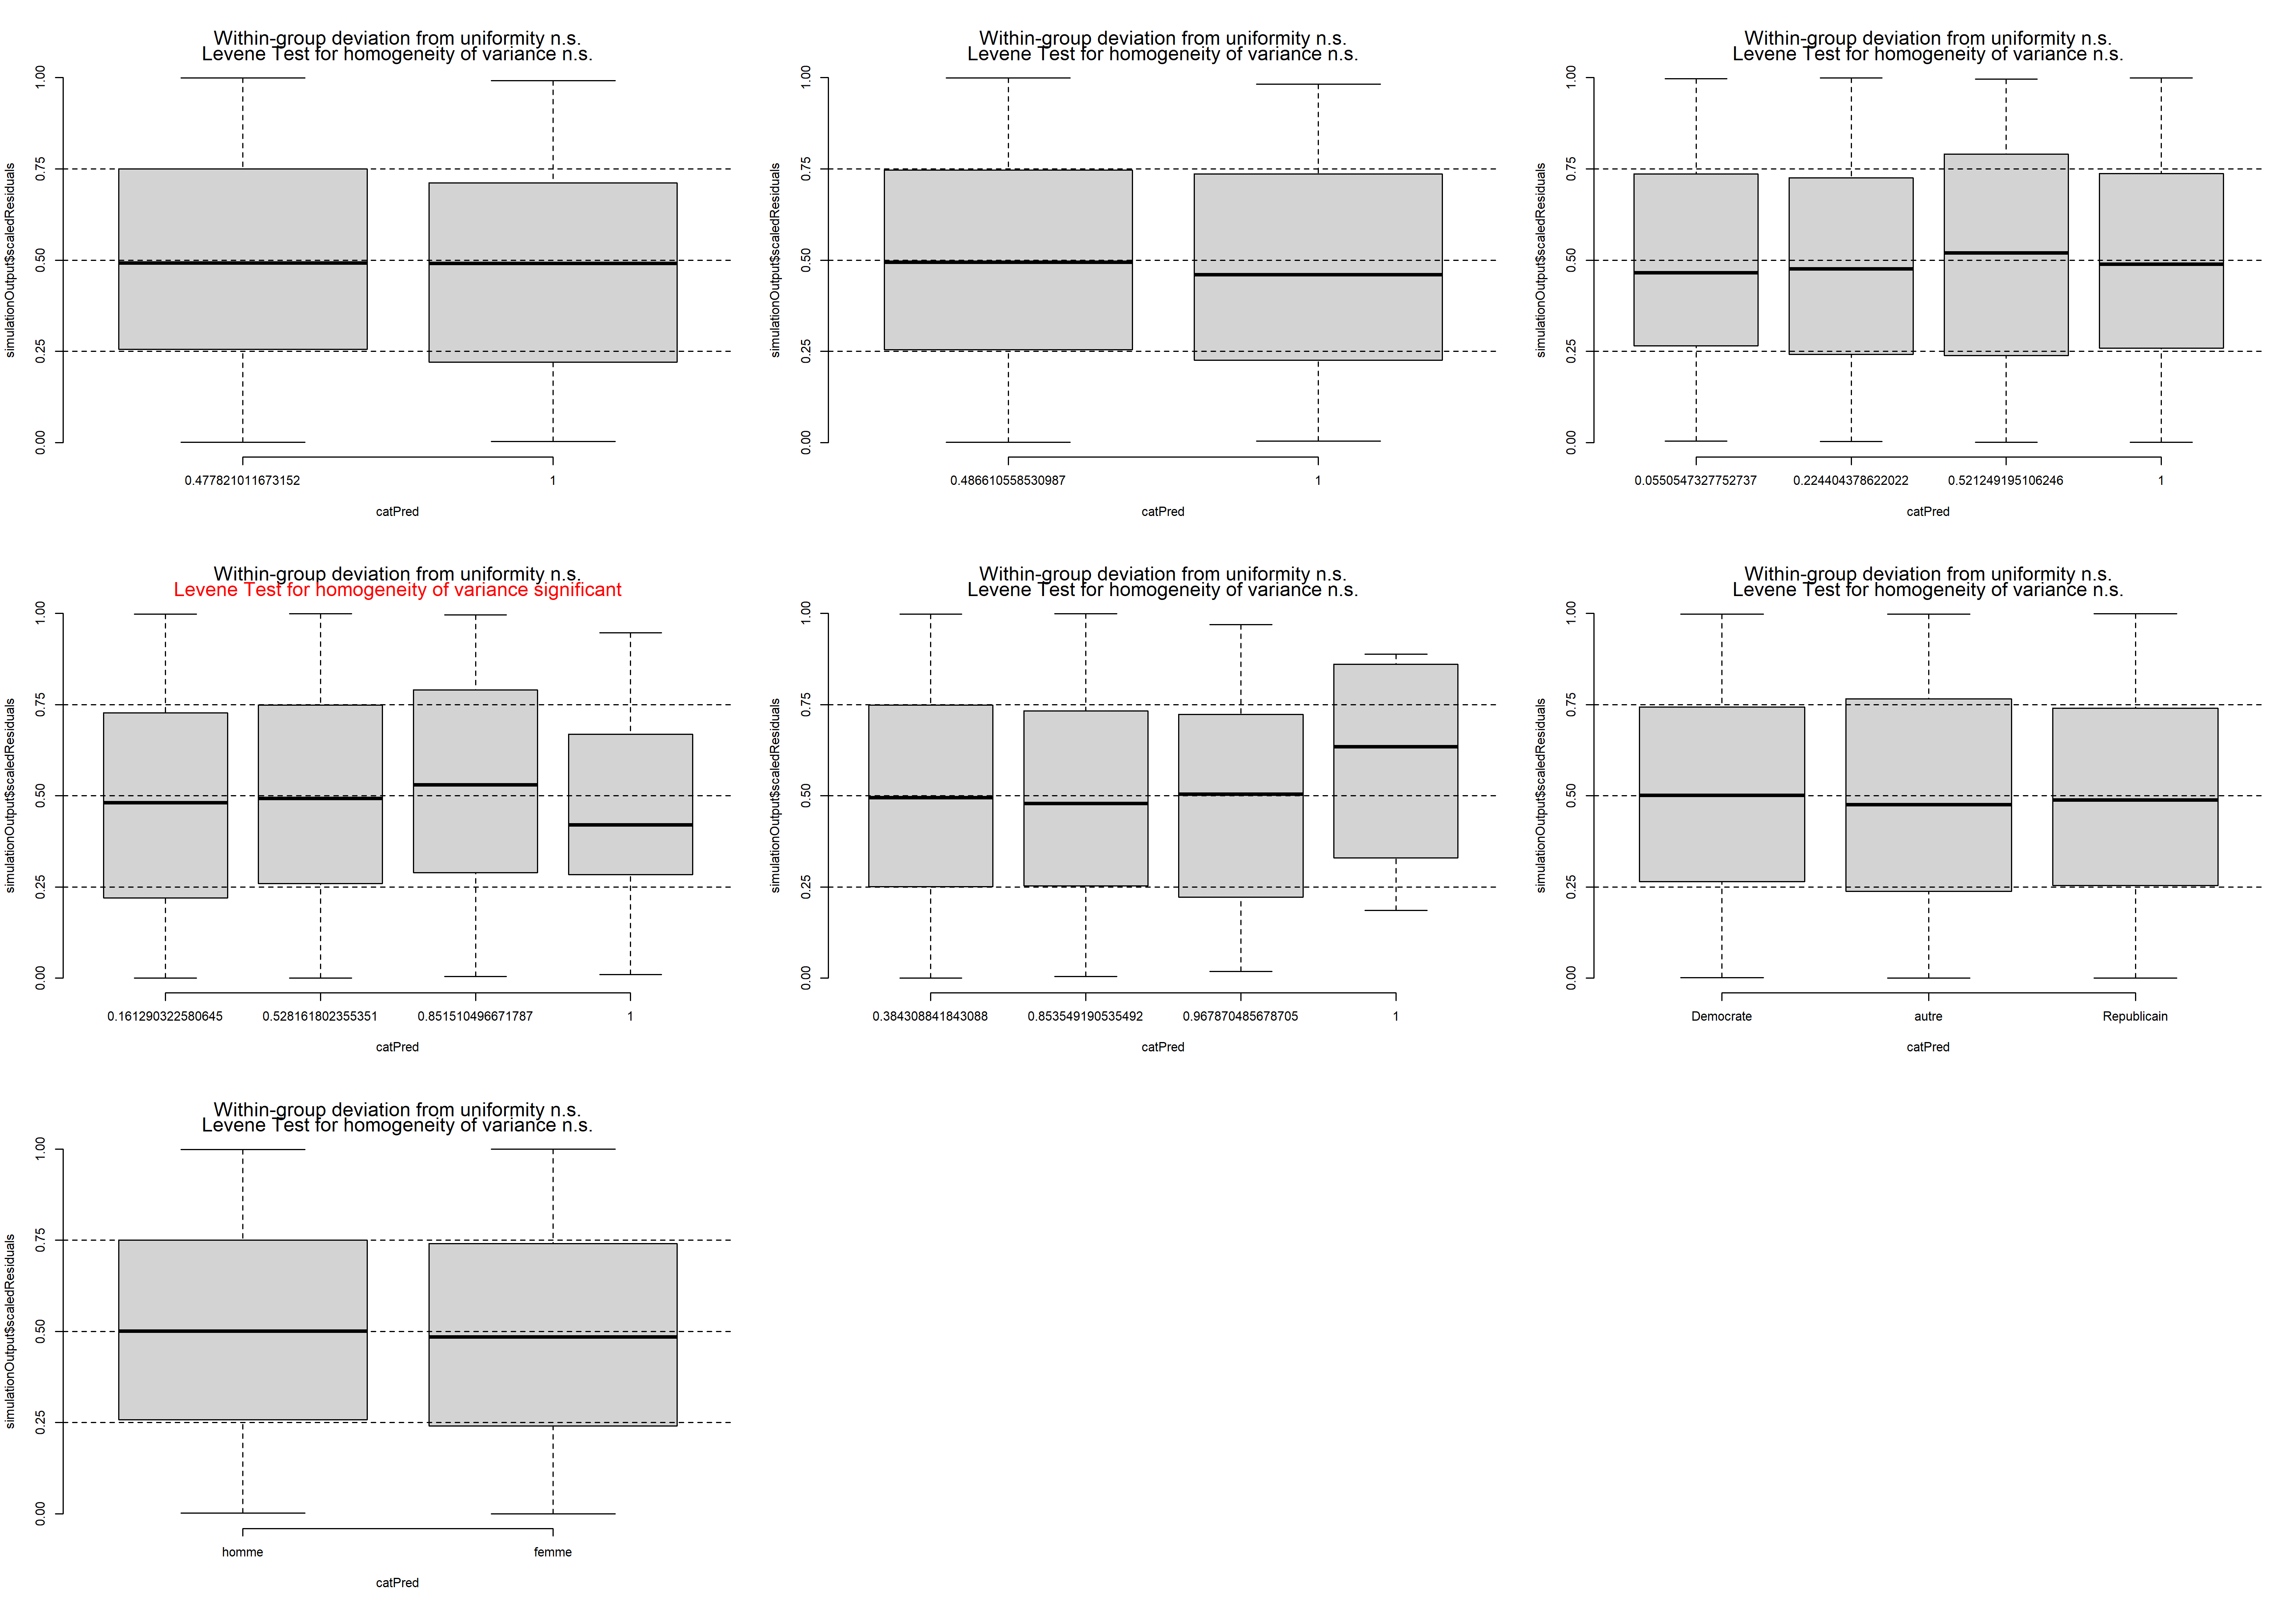 Within-group deviation from uniformity n.s.
Levene Test for homogeneity of variance n.s.
simulationOutput$scaledResiduals
1.00
0.75
0.50
0.25
0.00
0.477821011673152 1
catPred
Within-group deviation from uniformity n.s.
Levene Test for homogeneity of variance n.s.
simulationOutput$scaledResiduals
1.00
0.75
0.50
0.25
0.00
0.486610558530987 1
catPred
Within-group deviation from uniformity n.s.
Levene Test for homogeneity of variance n.s.
simulationOutput$scaledResiduals
1.00
0.75
0.50
0.25
0.00
0.0550547327752737 0.224404378622022 0.521249195106246 1
catPred
Within-group deviation from uniformity n.s.
Levene Test for homogeneity of variance significant
simulationOutput$scaledResiduals
1.00
0.75
0.50
0.25
0.00
0.161290322580645 0.528161802355351 0.851510496671787 1
catPred
Within-group deviation from uniformity n.s.
Levene Test for homogeneity of variance n.s.
simulationOutput$scaledResiduals
1.00
0.75
0.50
0.25
0.00
0.384308841843088 0.853549190535492 0.967870485678705 1
catPred
Within-group deviation from uniformity n.s.
Levene Test for homogeneity of variance n.s.
simulationOutput$scaledResiduals
1.00
0.75
0.50
0.25
0.00
Democrate autre Republicain
catPred
Within-group deviation from uniformity n.s.
Levene Test for homogeneity of variance n.s.
simulationOutput$scaledResiduals
1.00
0.75
0.50
0.25
0.00
homme femme
catPred